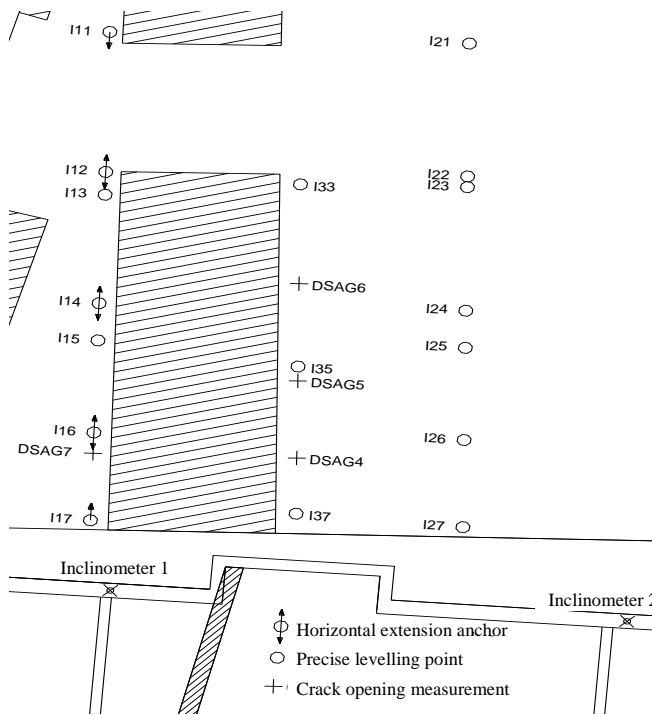 I11
I21
I12
I22
I13
I33
I23
DSAG6
I14
I24
I15
I25
I35
DSAG5
I16
I26
DSAG7
DSAG4
I17
I37
I27
Inclinometer 1
Inclinometer 2
Horizontal extension anchor
Precise levelling point
Crack opening measurement